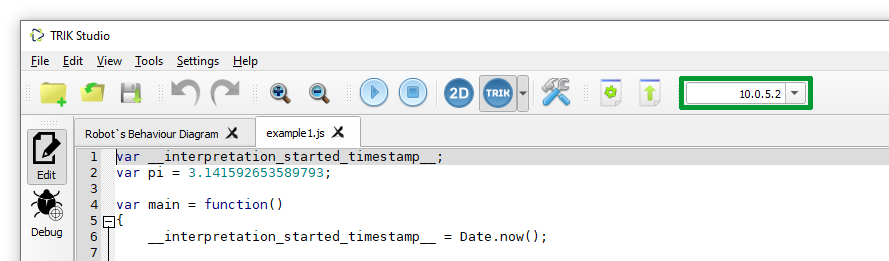 TRIK Studio
File Edit View Tools Settings Help
2D TRIK 10.0.5.2
Robot`s Behaviour Diagram example1.js
Edit
Debug
1 var __interpretation_started_timestamp__;
2 var pi = 3.141592653589793;
3
4 var main = function()
5 {
6 __interpretation_started_timestamp__ = Date.now();
7